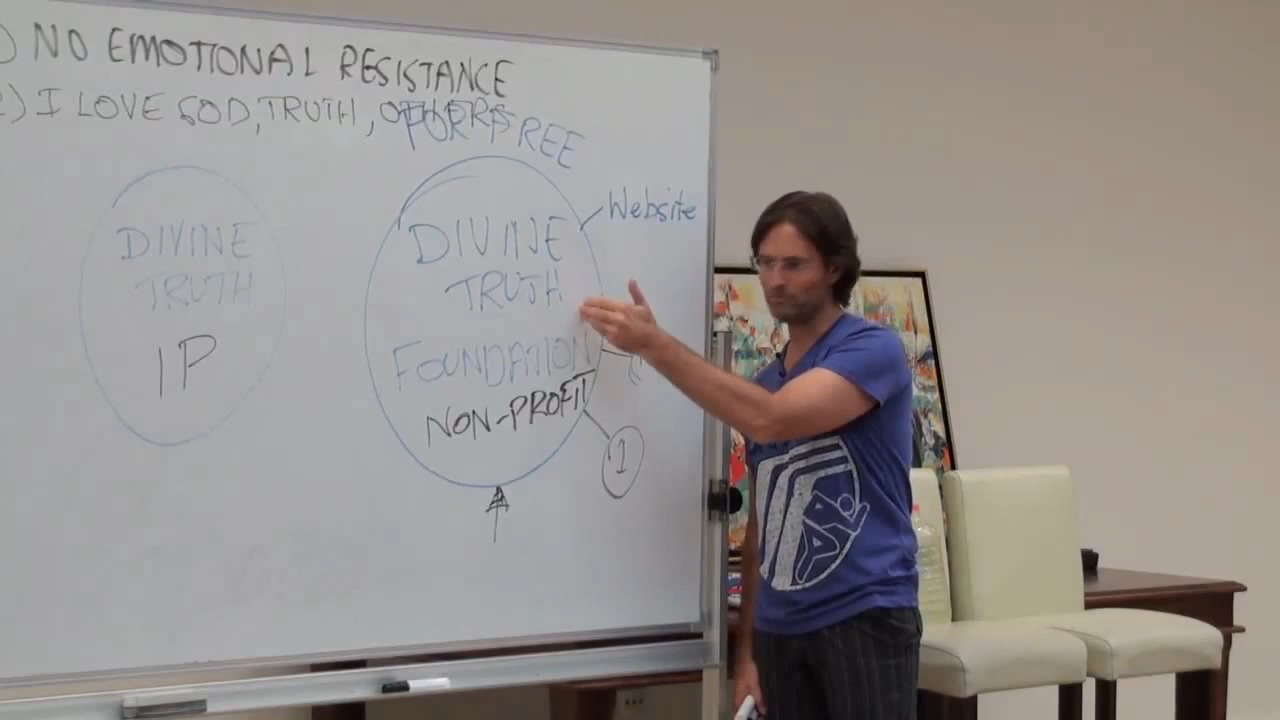 ) NO EMOTIONAL RESISTANCE
2) I LOVE GOD, TRUTH, OTHERS
FOR FREE
DIVINE
TRUTH
IP
DIVINE
TRUTH
FOUNDATION
NON-PROFIT
Website
1